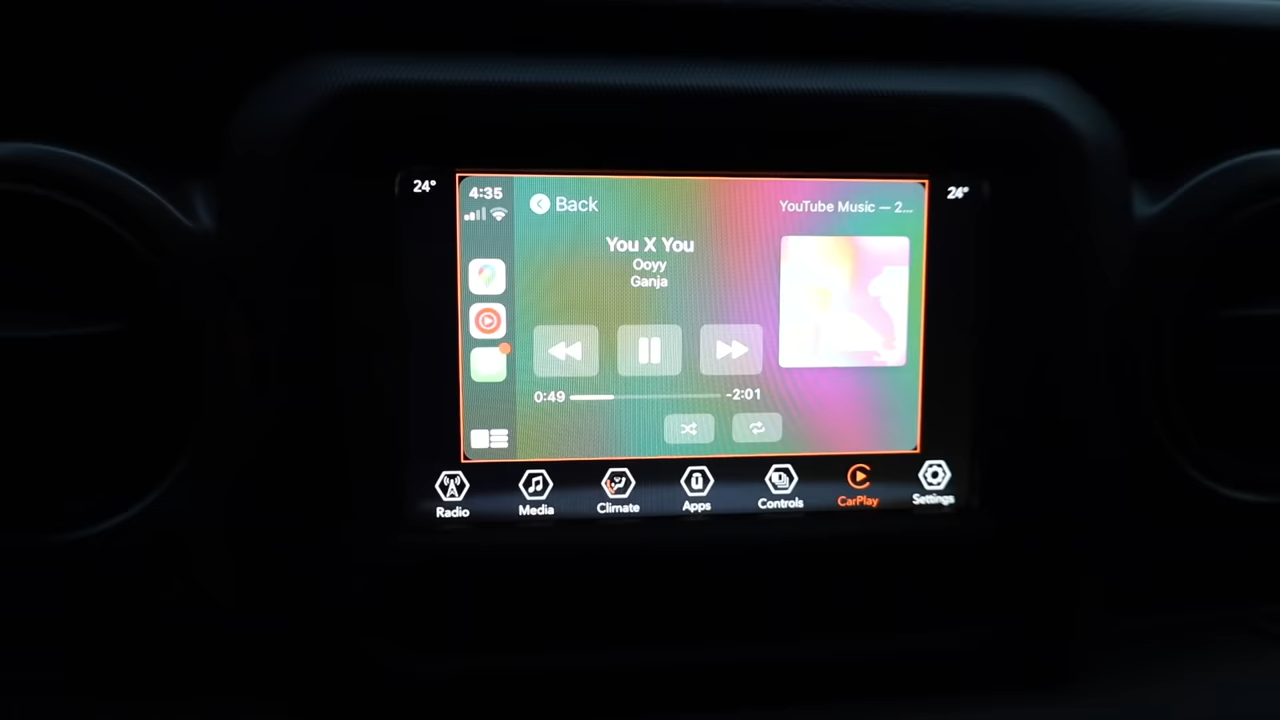 24°
24°
4:35
Back
YouTube Music — 2...
You X You
Ooyy
Ganja
0:49
-2:01
Radio
Media
Climate
Apps
Controls
CarPlay
Settings